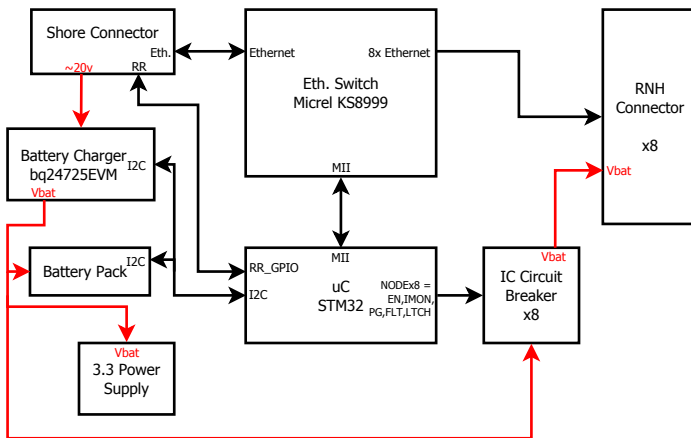 Shore Connector
Eth.
~20v
RR
Ethernet
8x Ethernet
Eth. Switch
Micrel KS8999
MII
RNH
Connector
x8
Vbat
Battery Charger
bq24725EVM
I2C
Vbat
Battery Pack
I2C
RR_GPIO
I2C
MII
uC
STM32
NODEx8 =
EN,IMON,
PG,FLT,LTCH
Vbat
IC Circuit
Breaker
x8
Vbat
3.3 Power
Supply